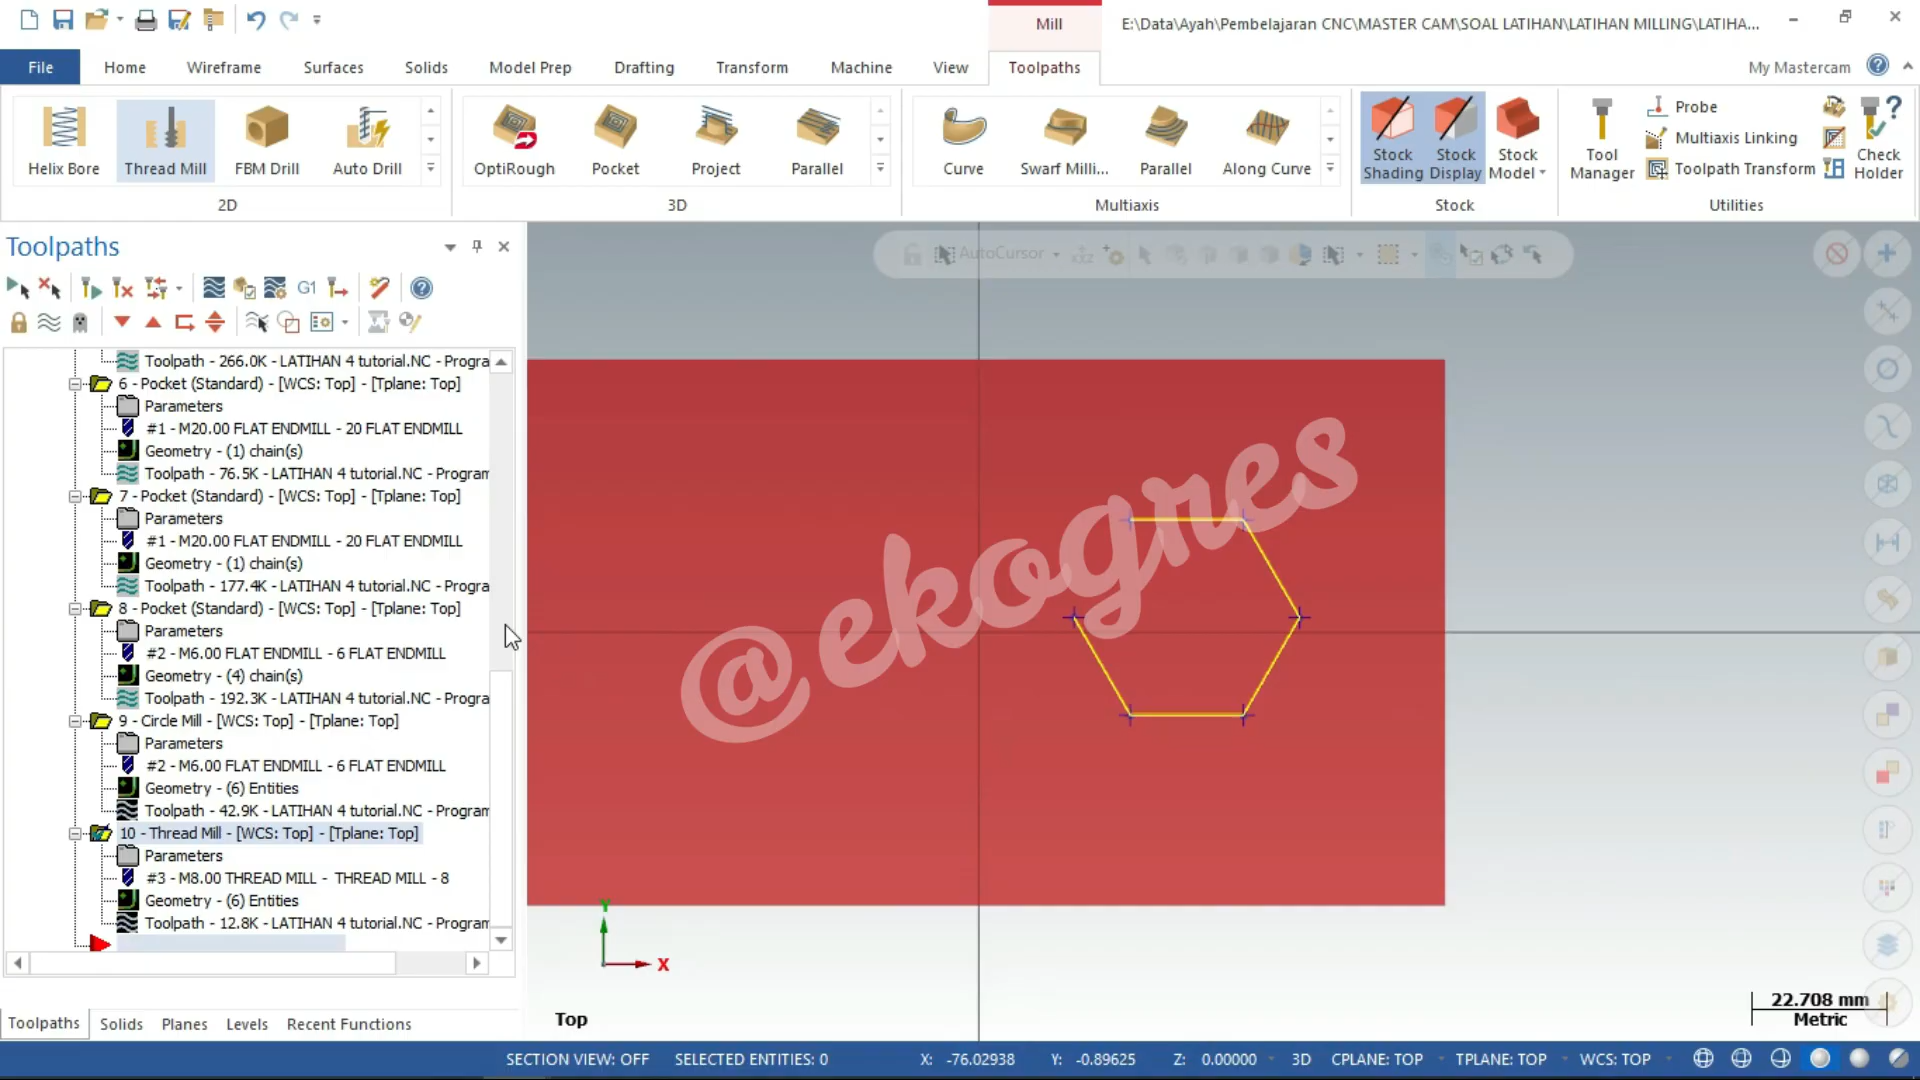 Mill
E:\Data\Ayah\Pembelajaran CNC\MASTER CAM\SOAL LATIHAN\LATIHAN MILLING\LATIHA...
File
Home
Wireframe
Surfaces
Solids
Model Prep
Drafting
Transform
Machine
View
Toolpaths
My Mastercam
Helix Bore
Thread Mill
FBM Drill
Auto Drill
2D
OptiRough
Pocket
Project
Parallel
3D
Curve
Swarf Milli...
Parallel
Along Curve
Multiaxis
Stock Shading
Stock Display
Stock Model
Stock
Tool Manager
Probe
Multiaxis Linking
Toolpath Transform
Check Holder
Utilities
Toolpaths
G1
AutoCursor
Toolpath - 266.0K - LATIHAN 4 tutorial.NC - Progra
6 - Pocket (Standard) - [WCS: Top] - [Tplane: Top]
Parameters
#1 - M20.00 FLAT ENDMILL - 20 FLAT ENDMILL
Geometry - (1) chain(s)
Toolpath - 76.5K - LATIHAN 4 tutorial.NC - Program
7 - Pocket (Standard) - [WCS: Top] - [Tplane: Top]
Parameters
#1 - M20.00 FLAT ENDMILL - 20 FLAT ENDMILL
Geometry - (1) chain(s)
Toolpath - 177.4K - LATIHAN 4 tutorial.NC - Progra
8 - Pocket (Standard) - [WCS: Top] - [Tplane: Top]
Parameters
#2 - M6.00 FLAT ENDMILL - 6 FLAT ENDMILL
Geometry - (4) chain(s)
Toolpath - 192.3K - LATIHAN 4 tutorial.NC - Progra
9 - Circle Mill - [WCS: Top] - [Tplane: Top]
Parameters
#2 - M6.00 FLAT ENDMILL - 6 FLAT ENDMILL
Geometry - (6) Entities
Toolpath - 42.9K - LATIHAN 4 tutorial.NC - Program
10 - Thread Mill - [WCS: Top] - [Tplane: Top]
Parameters
#3 - M8.00 THREAD MILL - THREAD MILL - 8
Geometry - (6) Entities
Toolpath - 12.8K - LATIHAN 4 tutorial.NC - Program
@ekogres
Y
X
Top
22.708 mm
Metric
Toolpaths
Solids
Planes
Levels
Recent Functions
SECTION VIEW: OFF
SELECTED ENTITIES: 0
X: -76.02938
Y: -0.89625
Z: 0.00000
3D
CPLANE: TOP
TPLANE: TOP
WCS: TOP